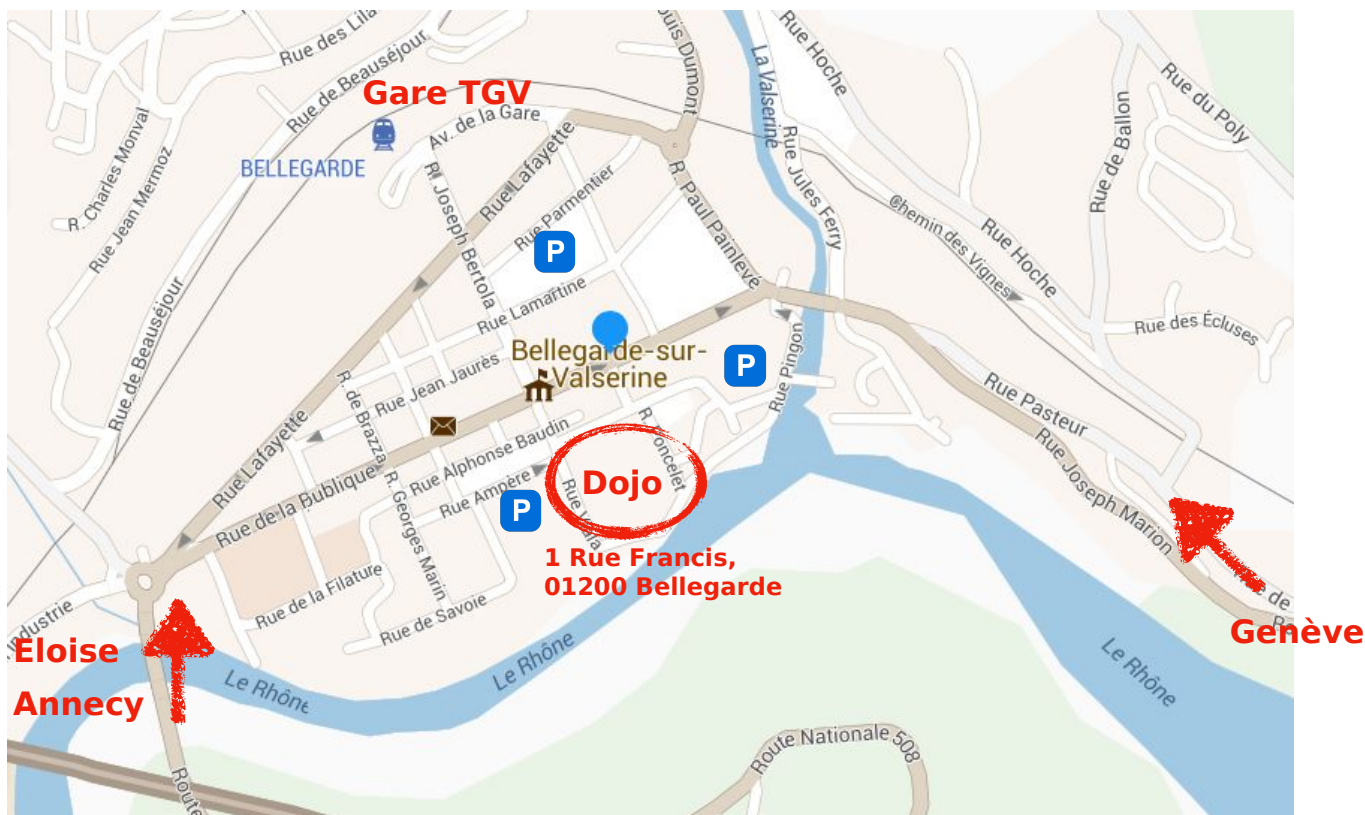 Rue des Lilas
Rue de Beauséjour
Gare TGV
Av. de la Gare
BELLEGARDE
R. Charles Monval
Rue Jean Mermoz
Rue de Beauséjour
R. Joseph Bertola
Rue Lafayette
Rue Parmentier
P
Rue Lamartine
Louis Dumont
R. Paul Painlevé
La Valserine
Rue Hoche
Rue Jules Ferry
Chemin des Vignes
Rue Hoche
Rue de Ballon
Rue du Poly
Rue des Écluses
Bellegarde-sur-
Valserine
P
Rue Pingon
Rue Jean Jaurès
R. de Brazza
Rue Lafayette
Rue de la Publique
Rue Alphonse Baudin
Rue Ampère
P
R. Georges Marin
R. Poncelet
Dojo
1 Rue Francis,
01200 Bellegarde
Rue Pasteur
Rue Joseph Marion
Genève
Rue de la Filature
Rue de Savoie
Eloise
Annecy
Le Rhône
Le Rhône
Le Rhône
Route Nationale 508
Route